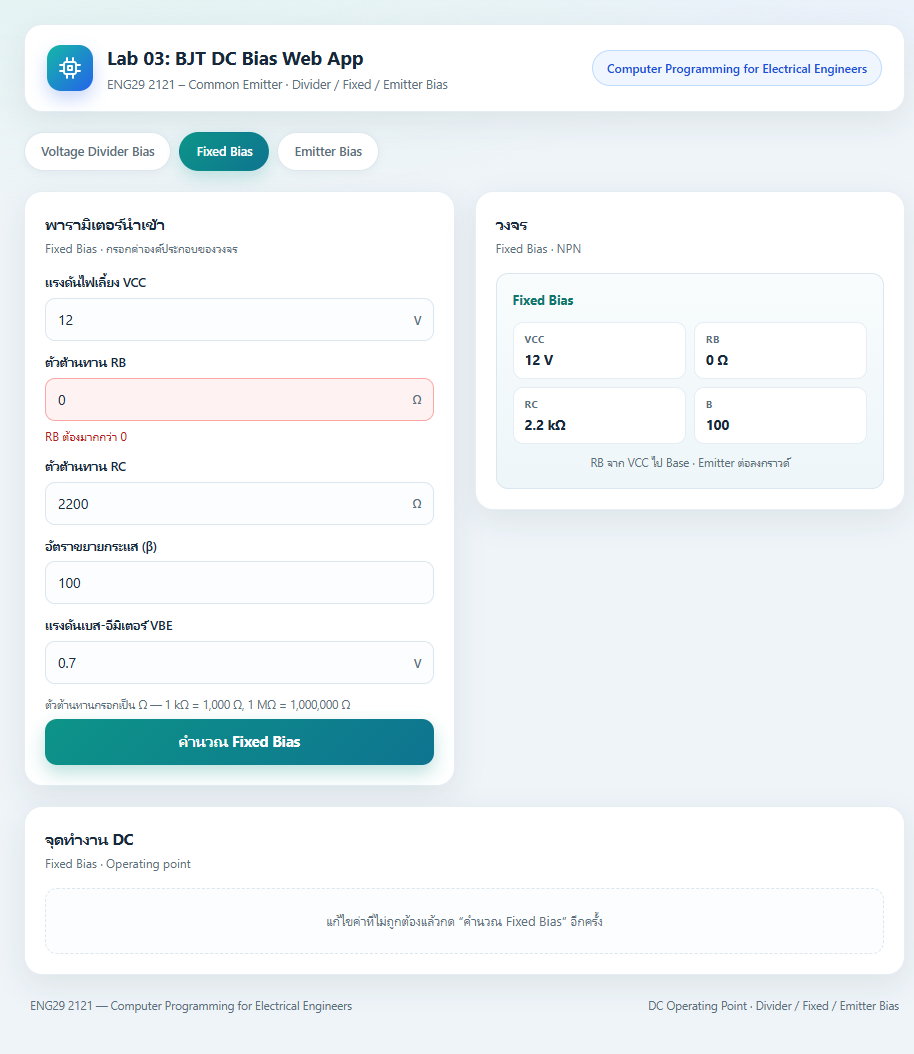 Lab 03: BJT DC Bias Web App
ENG29 2121 – Common Emitter · Divider / Fixed / Emitter Bias
Computer Programming for Electrical Engineers
Voltage Divider Bias
Fixed Bias
Emitter Bias
พารามิเตอร์นำเข้า
Fixed Bias · กรอกค่าองค์ประกอบของวงจร
แรงดันไฟเลี้ยง VCC
12 V
ตัวต้านทาน RB
0 Ω
RB ต้องมากกว่า 0
ตัวต้านทาน RC
2200 Ω
อัตราขยายกระแส (β)
100
แรงดันเบส-อีมิเตอร์ VBE
0.7 V
ตัวต้านทานกรอกเป็น Ω — 1 kΩ = 1,000 Ω, 1 MΩ = 1,000,000 Ω
คำนวณ Fixed Bias
วงจร
Fixed Bias · NPN
Fixed Bias
VCC
12 V
RB
0 Ω
RC
2.2 kΩ
Β
100
RB จาก VCC ไป Base · Emitter ต่อลงกราวด์
จุดทำงาน DC
Fixed Bias · Operating point
แก้ไขค่าที่ไม่ถูกต้องแล้วกด “คำนวณ Fixed Bias” อีกครั้ง
ENG29 2121 — Computer Programming for Electrical Engineers
DC Operating Point · Divider / Fixed / Emitter Bias